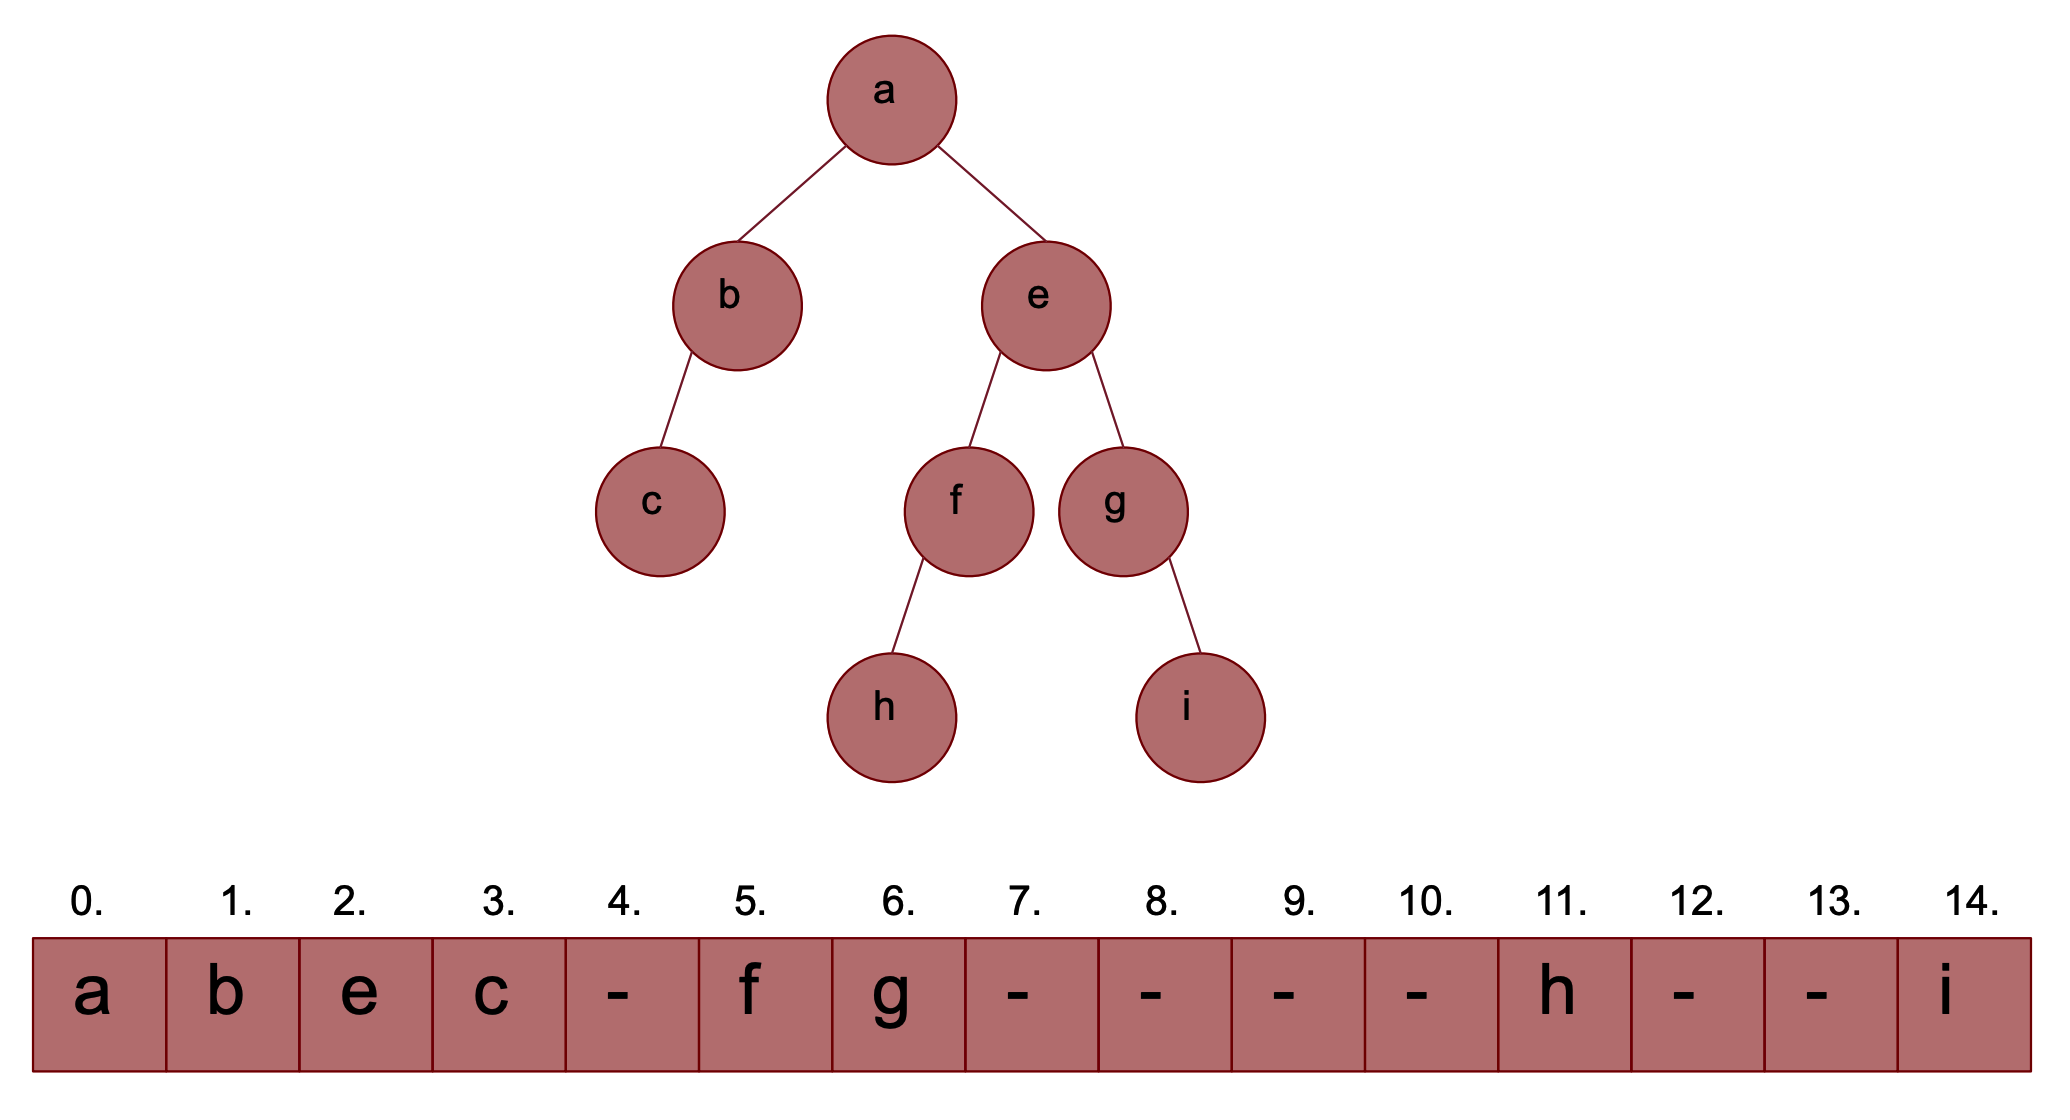 a
b e
c f g
h i
0. 1. 2. 3. 4. 5. 6. 7. 8. 9. 10. 11. 12. 13. 14.
a b e c - f g - - - - h - - i